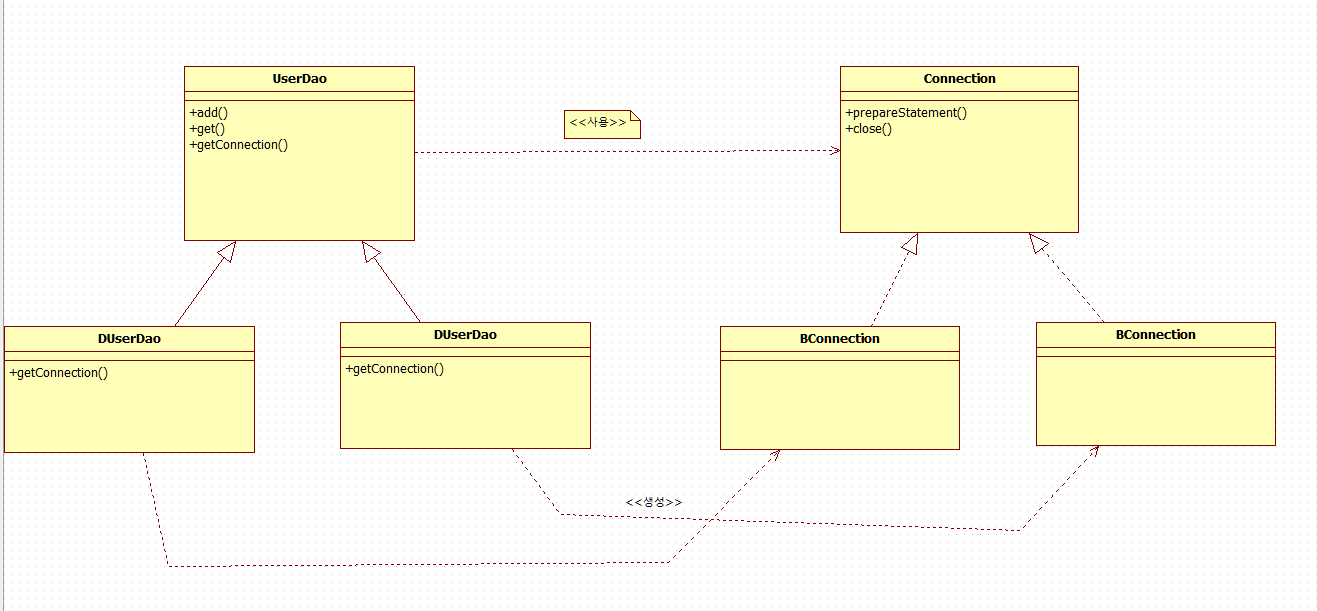 UserDao
+add()
+get()
+getConnection()
<<사용>>
Connection
+prepareStatement()
+close()
DUserDao
+getConnection()
DUserDao
+getConnection()
BConnection
BConnection
<<생성>>